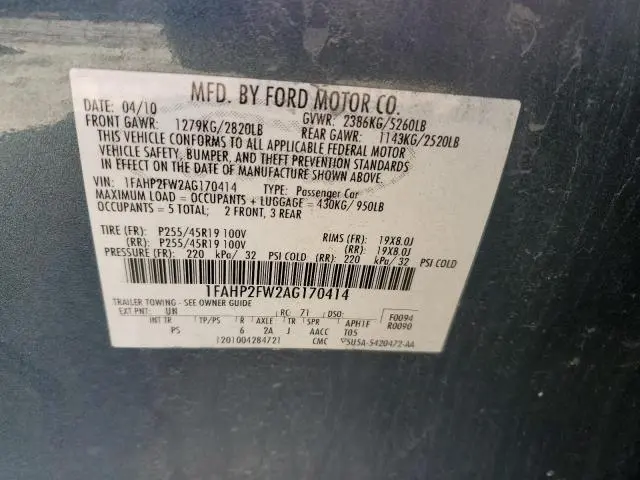 MFD. BY FORD MOTOR CO.
DATE: 04/10 GVWR: 2386KG/5260LB
FRONT GAWR: 1279KG/2820LB REAR GAWR: 1143KG/2520LB
THIS VEHICLE CONFORMS TO ALL APPLICABLE FEDERAL MOTOR
VEHICLE SAFETY, BUMPER, AND THEFT PREVENTION STANDARDS
IN EFFECT ON THE DATE OF MANUFACTURE SHOWN ABOVE.
VIN: 1FAHP2FW2AG170414 TYPE: Passenger Car
MAXIMUM LOAD = OCCUPANTS + LUGGAGE = 430KG/ 950LB
OCCUPANTS = 5 TOTAL; 2 FRONT, 3 REAR
TIRE (FR): P255/45R19 100V RIMS (FR): 19X8.0J
(RR): P255/45R19 100V (RR): 19X8.0J
PRESSURE (FR): 220 kPa/ 32 PSI COLD (RR): 220 kPa/ 32 PSI COLD
1FAHP2FW2AG170414
TRAILER TOWING - SEE OWNER GUIDE
EXT PNT: UN RC: 71 DSO: F0094
R0090
INT TR TP/PS R AXLE TR SPR APH1F
PS 6 2A J AACC T05
1201004284721 CMC 5U5A-5420472-AA